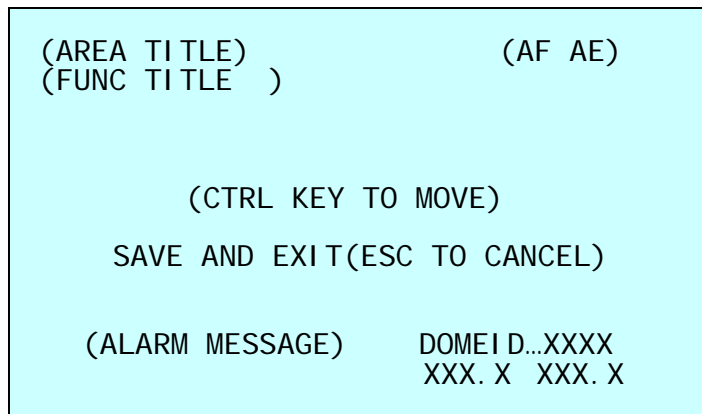 (AREA TITLE) (AF AE)
(FUNC TITLE )
(CTRL KEY TO MOVE)
SAVE AND EXIT(ESC TO CANCEL)
(ALARM MESSAGE) DOMEID…XXXX
XXX.X XXX.X